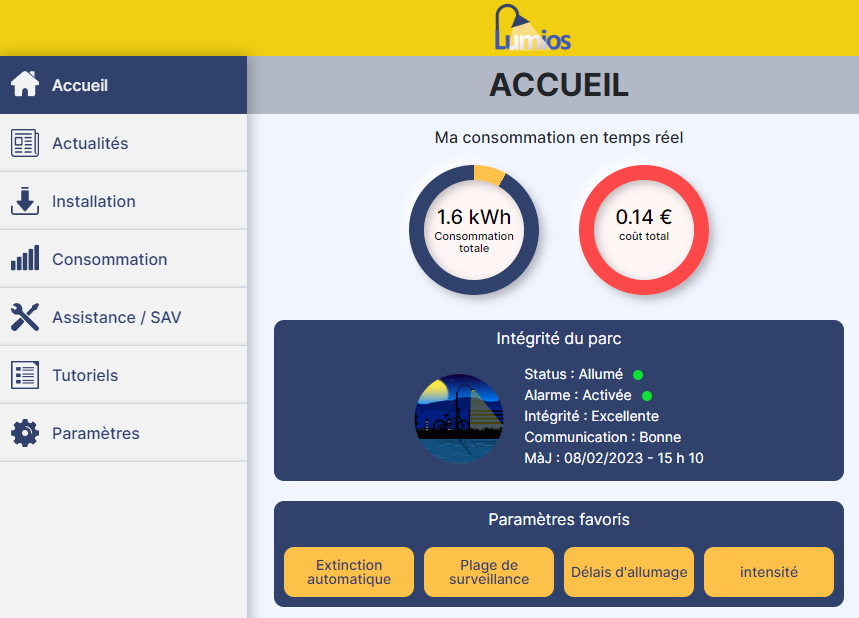 Lumios
Accueil
Actualités
Installation
Consommation
Assistance / SAV
Tutoriels
Paramètres
ACCUEIL
Ma consommation en temps réel
1.6 kWh
Consommation
totale
0.14 €
coût total
Intégrité du parc
Status : Allumé
Alarme : Activée
Intégrité : Excellente
Communication : Bonne
MàJ : 08/02/2023 - 15 h 10
Paramètres favoris
Extinction
automatique
Plage de
surveillance
Délais d'allumage
intensité